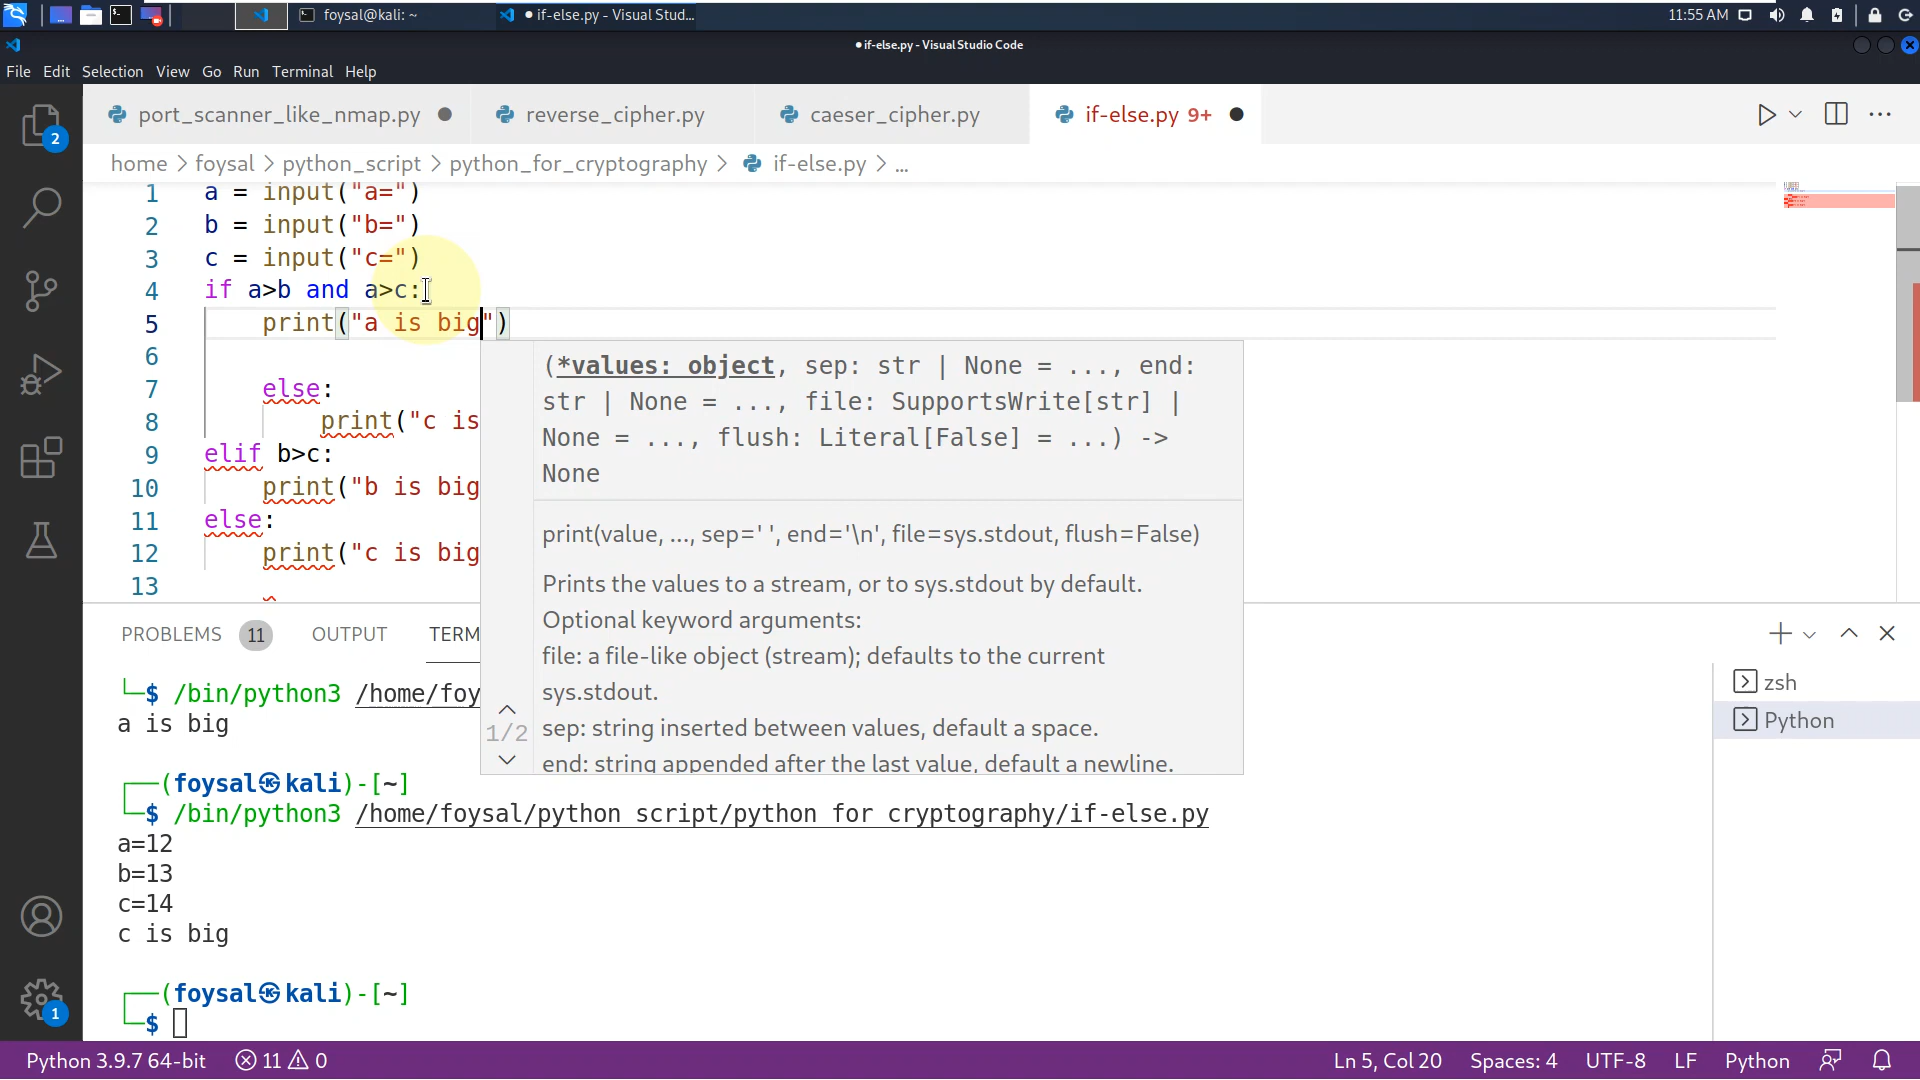 foysal@kali: ~
● if-else.py - Visual Stud...
11:55 AM
● if-else.py - Visual Studio Code
File Edit Selection View Go Run Terminal Help
port_scanner_like_nmap.py ●
reverse_cipher.py
caeser_cipher.py
if-else.py 9+ ●
home > foysal > python_script > python_for_cryptography > if-else.py > ...
1 a = input("a=")
2 b = input("b=")
3 c = input("c=")
4 if a>b and a>c:
5 print("a is big")
6
7 else:
8 print("c is
9 elif b>c:
10 print("b is big
11 else:
12 print("c is big
13
(*values: object, sep: str | None = ..., end:
str | None = ..., file: SupportsWrite[str] |
None = ..., flush: Literal[False] = ...) ->
None
print(value, ..., sep=' ', end='\n', file=sys.stdout, flush=False)
Prints the values to a stream, or to sys.stdout by default.
Optional keyword arguments:
file: a file-like object (stream); defaults to the current
sys.stdout.
sep: string inserted between values, default a space.
end: string appended after the last value, default a newline.
1/2
2
1
PROBLEMS 11 OUTPUT TERM
└─$ /bin/python3 /home/foy
a is big
┌──(foysal㉿kali)-[~]
└─$ /bin/python3 /home/foysal/python script/python for cryptography/if-else.py
a=12
b=13
c=14
c is big
┌──(foysal㉿kali)-[~]
└─$
zsh
Python
Python 3.9.7 64-bit 11 0 Ln 5, Col 20 Spaces: 4 UTF-8 LF Python